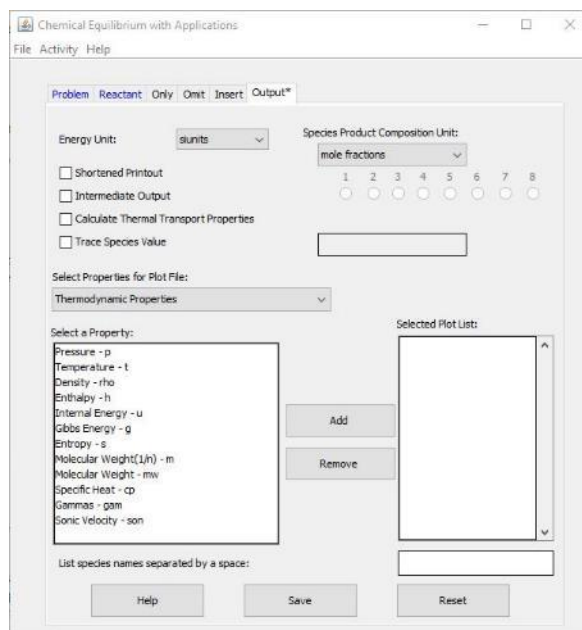 Chemical Equilibrium with Applications
File Activity Help
Problem Reactant Only Omit Insert Output*
Energy Unit: siunits
Species Product Composition Unit:
mole fractions
1 2 3 4 5 6 7 8
Shortened Printout
Intermediate Output
Calculate Thermal Transport Properties
Trace Species Value
Select Properties for Plot File:
Thermodynamic Properties
Select a Property:
Selected Plot List:
Pressure - p
Temperature - t
Density - rho
Enthalpy - h
Internal Energy - u
Gibbs Energy - g
Entropy - s
Molecular Weight(1/n) - m
Molecular Weight - mw
Specific Heat - cp
Gammas - gam
Sonic Velocity - son
Add
Remove
List species names separated by a space:
Help Save Reset